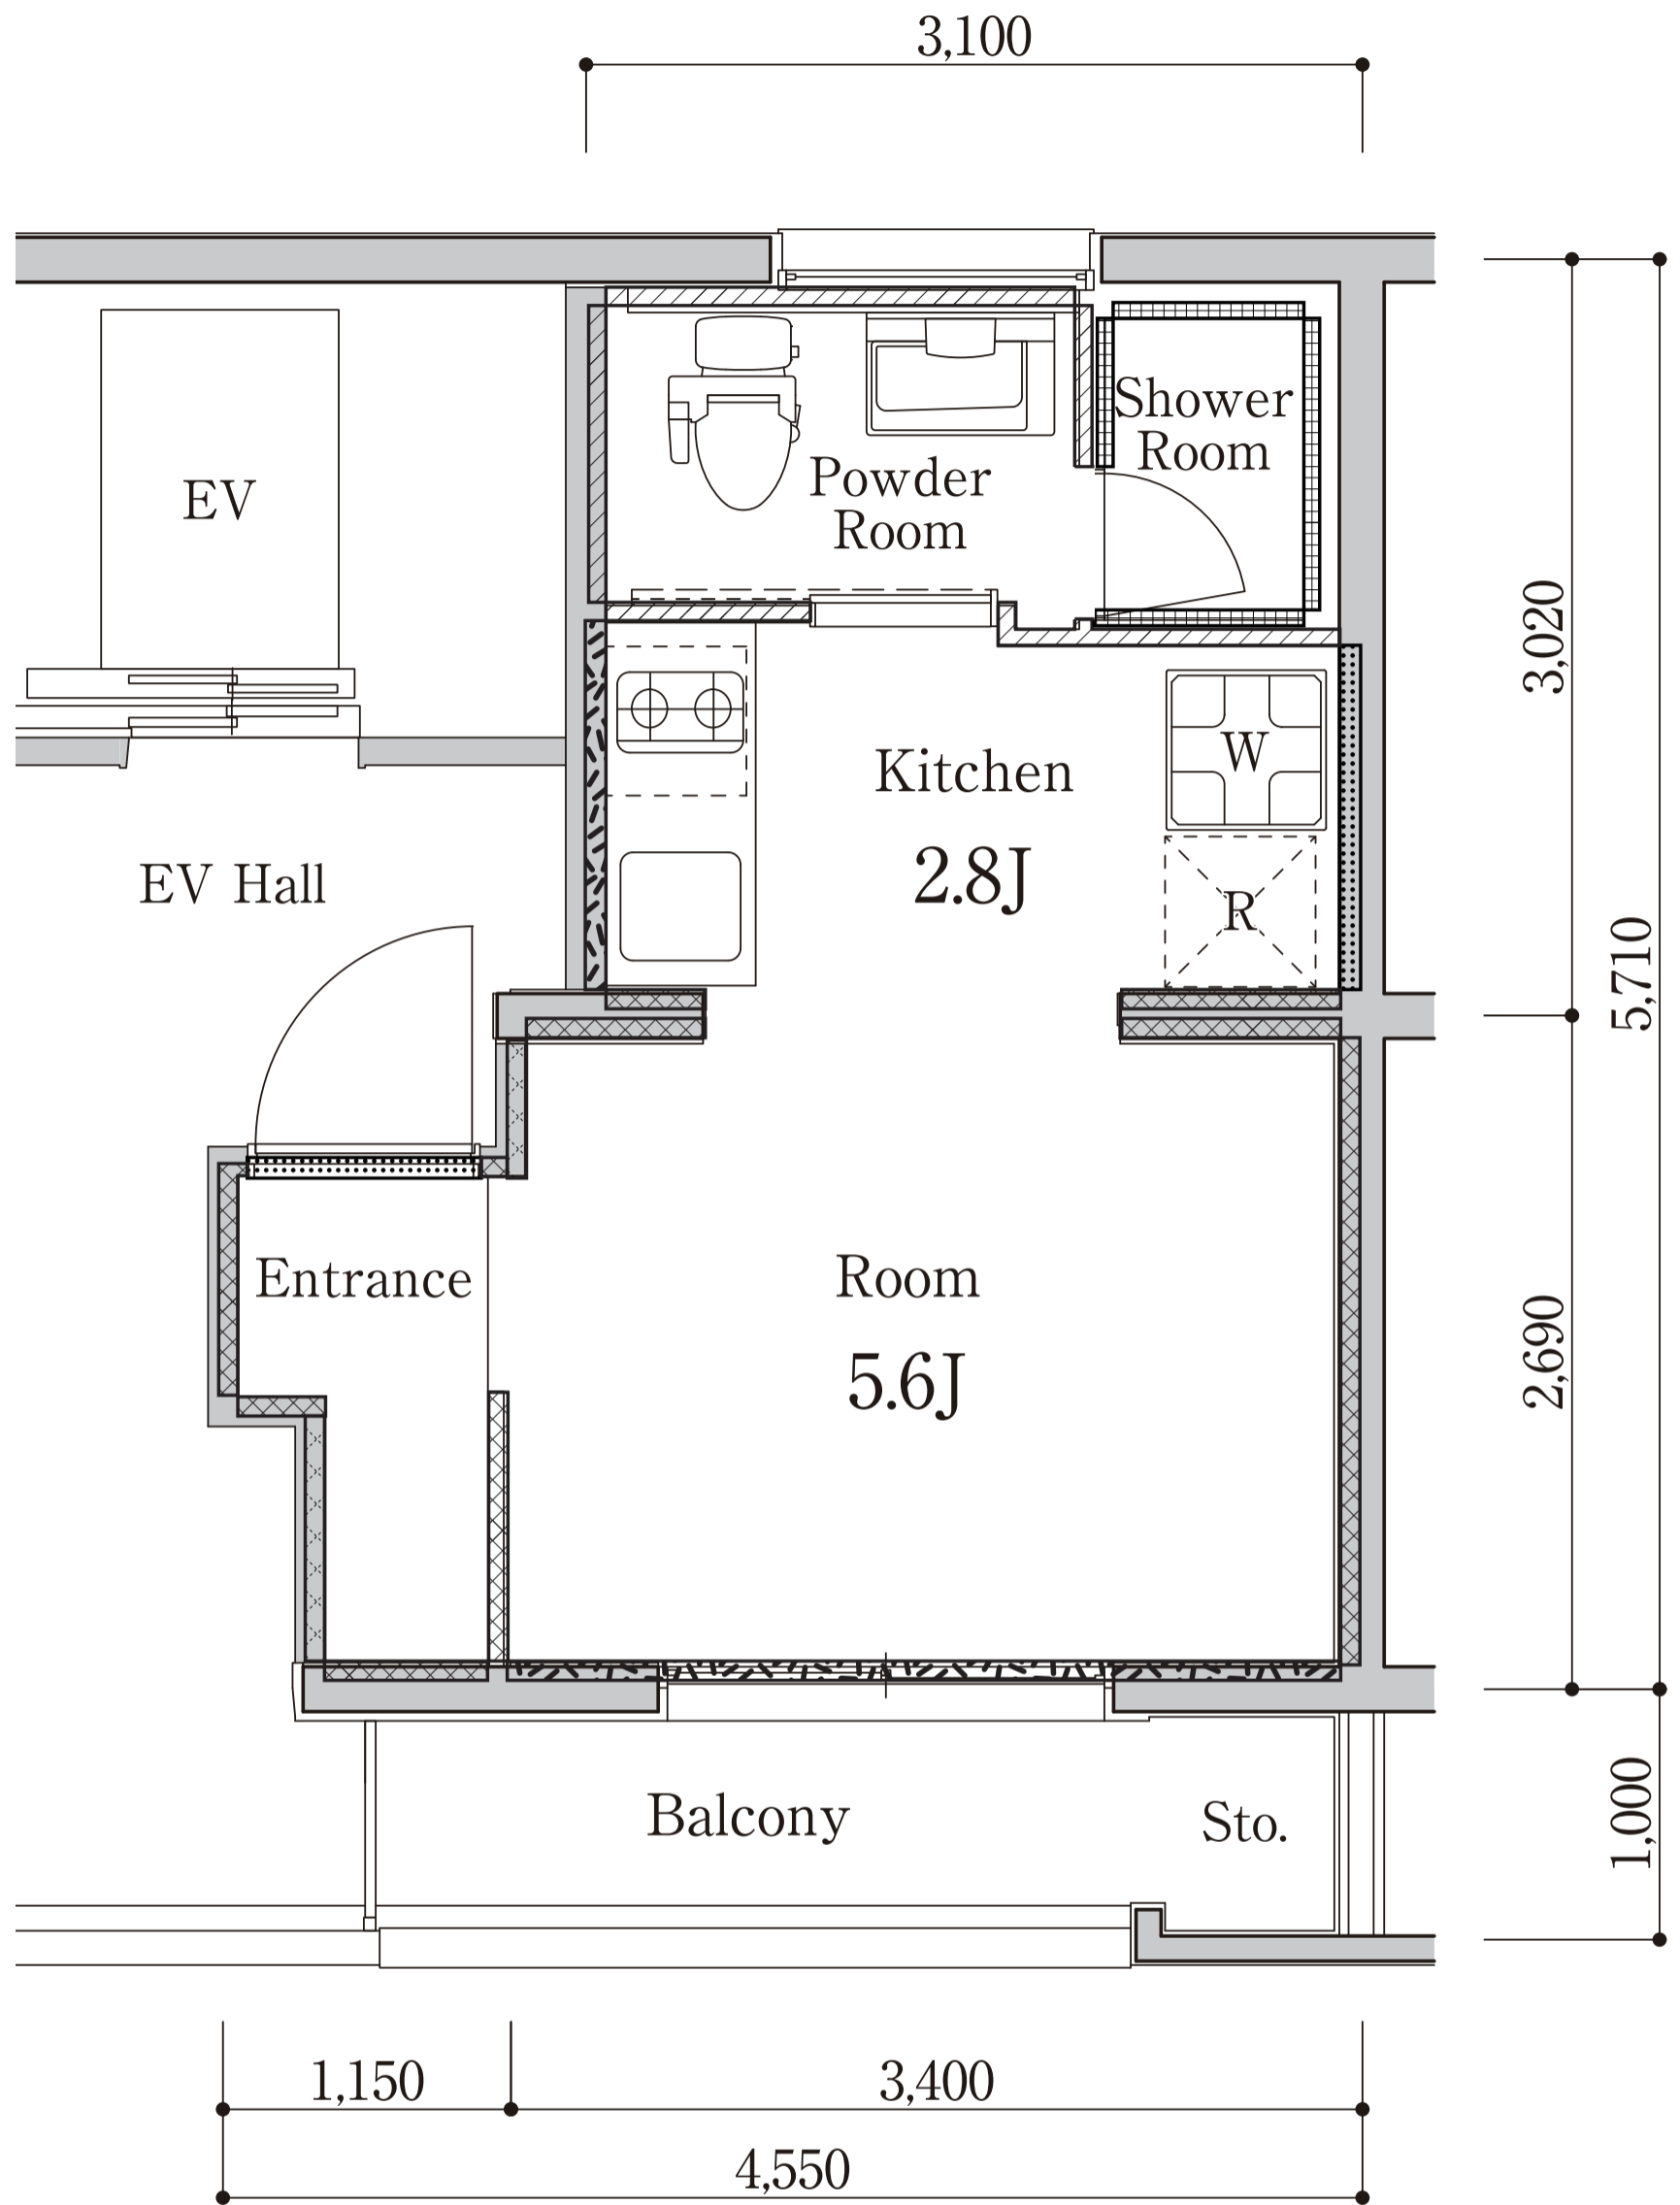 3,100
EV
Shower
Room
Powder
Room
3,020
Kitchen
2.8J
W
R
EV Hall
5,710
Entrance
Room
5.6J
2,690
Balcony
Sto.
1,000
1,150
3,400
4,550